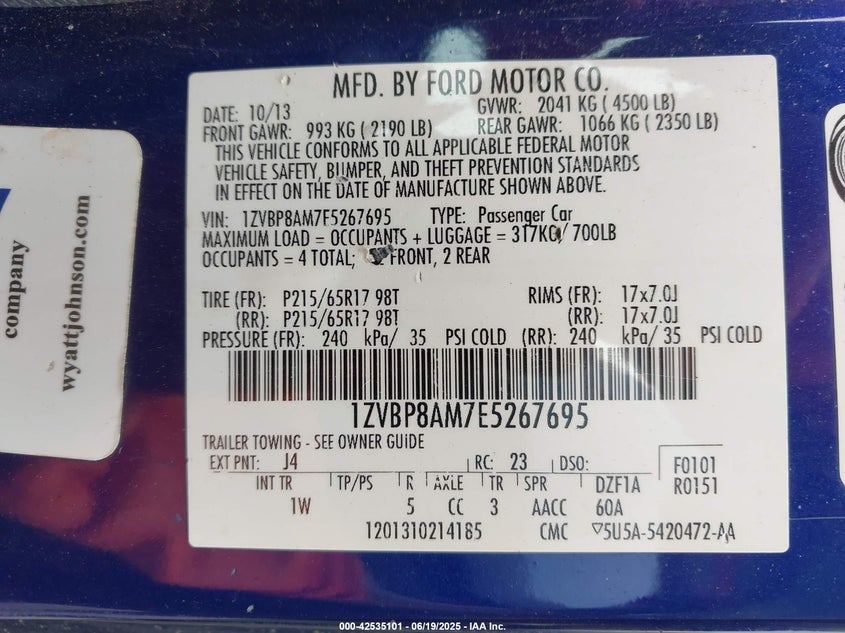 MFD. BY FORD MOTOR CO.
DATE: 10/13 GVWR: 2041 KG ( 4500 LB)
FRONT GAWR: 993 KG ( 2190 LB) REAR GAWR: 1066 KG ( 2350 LB)
THIS VEHICLE CONFORMS TO ALL APPLICABLE FEDERAL MOTOR
VEHICLE SAFETY, BUMPER, AND THEFT PREVENTION STANDARDS
IN EFFECT ON THE DATE OF MANUFACTURE SHOWN ABOVE.
VIN: 1ZVBP8AM7E5267695 TYPE: Passenger Car
MAXIMUM LOAD = OCCUPANTS + LUGGAGE = 317KG/ 700LB
OCCUPANTS = 4 TOTAL; FRONT, 2 REAR
TIRE (FR): P215/65R17 98T RIMS (FR): 17x7.0J
(RR): P215/65R17 98T (RR): 17x7.0J
PRESSURE (FR): 240 kPa/ 35 PSI COLD (RR): 240 kPa/ 35 PSI COLD
1ZVBP8AM7E5267695
TRAILER TOWING - SEE OWNER GUIDE
EXT PNT: J4 RC: 23 DSO: F0101
INT TR TP/PS R AXLE TR SPR DZF1A R0151
1W 5 CC 3 AACC 60A
1201310214185 CMC ▽5U5A-5420472-AA
company
wyattjohnson.com
000-42535101 - 06/19/2025 - IAA Inc.